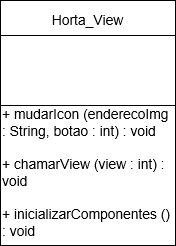 Horta_View
+ mudarIcon (enderecoImg
: String, botao : int) : void
+ chamarView (view : int) :
void
+ inicializarComponentes ()
: void